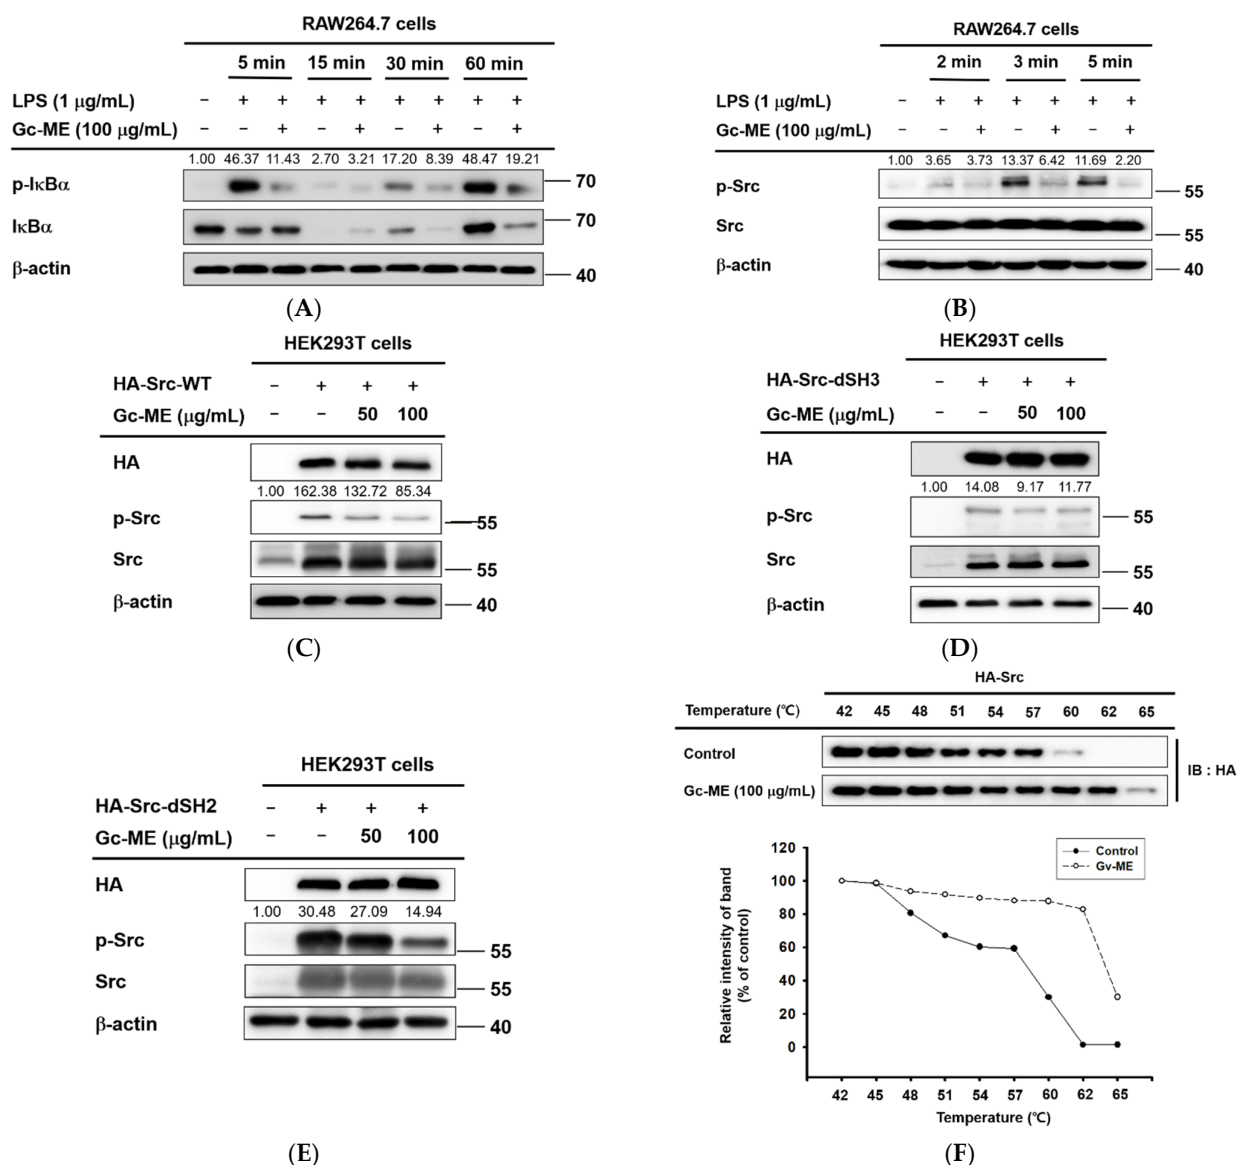 RAW264.7 cells
5 min 15 min 30 min 60 min
LPS (1 μg/mL) – + + + + + + + +
Gc-ME (100 μg/mL) – – + – + – + – +
1.00 46.37 11.43 2.70 3.21 17.20 8.39 48.47 19.21
p-IκBα 70
IκBα 70
β-actin 40
(A)
RAW264.7 cells
2 min 3 min 5 min
LPS (1 μg/mL) – + + + + + +
Gc-ME (100 μg/mL) – – + – + – +
1.00 3.65 3.73 13.37 6.42 11.69 2.20
p-Src 55
Src 55
β-actin 40
(B)
HEK293T cells
HA-Src-WT – + + +
Gc-ME (μg/mL) – – 50 100
HA
1.00 162.38 132.72 85.34
p-Src 55
Src 55
β-actin 40
(C)
HEK293T cells
HA-Src-dSH3 – + + +
Gc-ME (μg/mL) – – 50 100
HA
1.00 14.08 9.17 11.77
p-Src 55
Src 55
β-actin 40
(D)
HEK293T cells
HA-Src-dSH2 – + + +
Gc-ME (μg/mL) – – 50 100
HA
1.00 30.48 27.09 14.94
p-Src 55
Src 55
β-actin 40
(E)
HA-Src
Temperature (℃) 42 45 48 51 54 57 60 62 65
Control
IB : HA
Gc-ME (100 μg/mL)
Relative intensity of band
(% of control)
120
100
80
60
40
20
0
Control
Gv-ME
42 45 48 51 54 57 60 62 65
Temperature (℃)
(F)